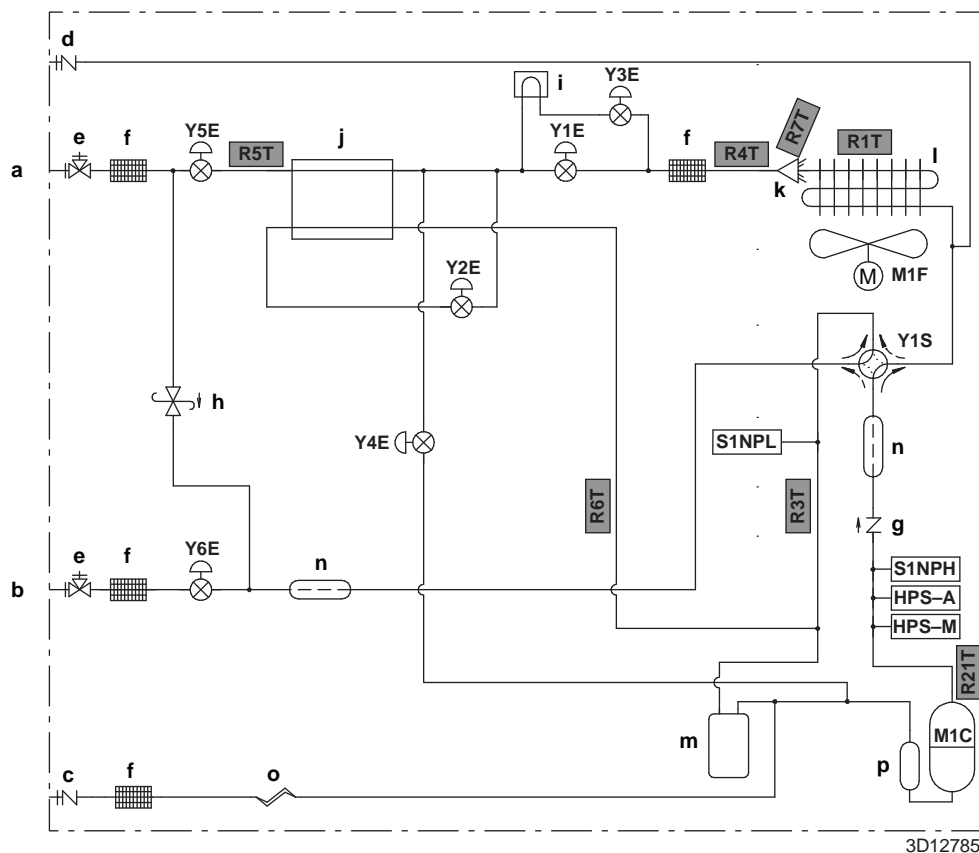 d
i
Y3E
e
f
Y5E
R5T
j
Y1E
f
R4T
R7T
R1T
l
a
k
Y2E
M
M1F
Y1S
h
Y4E
S1NPL
n
R6T
R3T
g
e
f
Y6E
n
S1NPH
b
HPS–A
HPS–M
R21T
m
M1C
p
c
f
o
3D12785